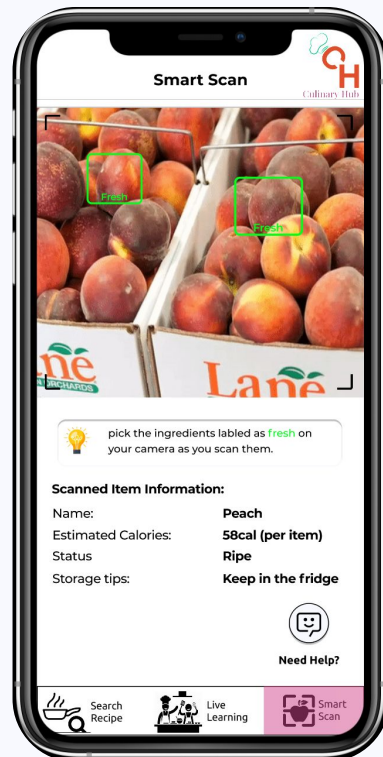 Smart Scan
CH
Culinary Hub
Fresh
Fresh
Lane
ORCHARDS
Lane
pick the ingredients labled as fresh on
your camera as you scan them.
Scanned Item Information:
Name: Peach
Estimated Calories: 58cal (per item)
Status Ripe
Storage tips: Keep in the fridge
Need Help?
Search
Recipe
Live
Learning
Smart
Scan